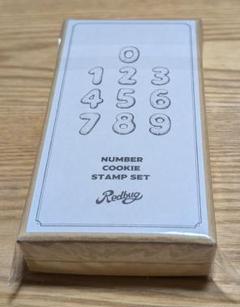 0
1 2 3
4 5 6
7 8 9
NUMBER
COOKIE
STAMP SET
Redbug